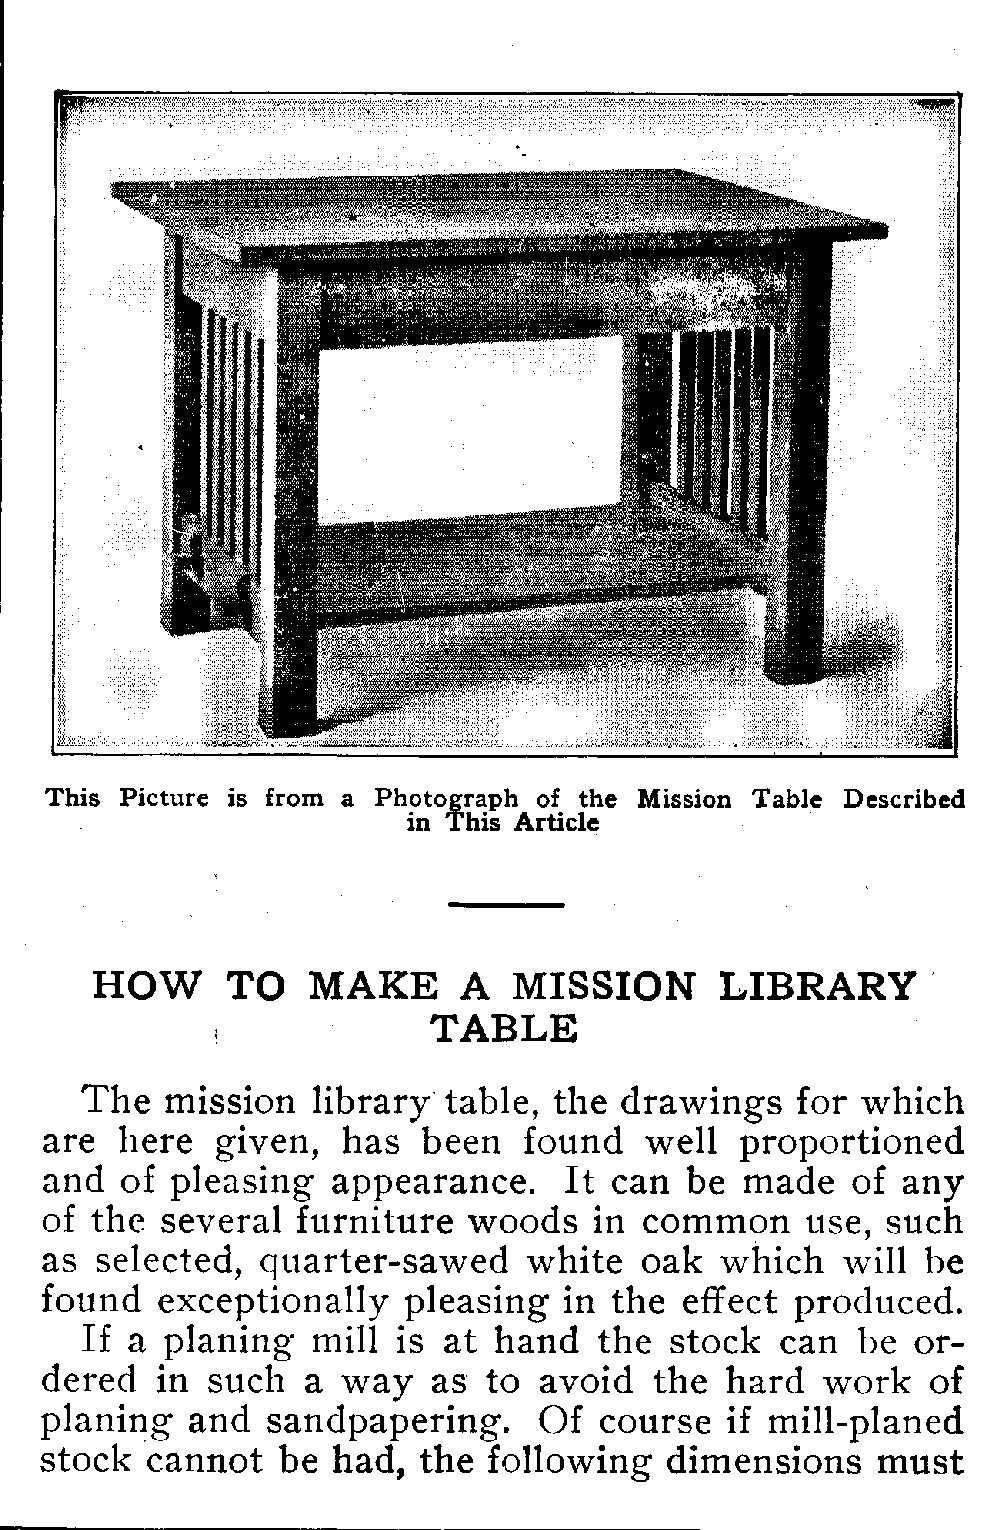 This Picture is from a Photograph of the Mission Table Described
in This Article
HOW TO MAKE A MISSION LIBRARY
TABLE
The mission library table, the drawings for which
are here given, has been found well proportioned
and of pleasing appearance. It can be made of any
of the several furniture woods in common use, such
as selected, quarter-sawed white oak which will be
found exceptionally pleasing in the effect produced.
If a planing mill is at hand the stock can be or-
dered in such a way as to avoid the hard work of
planing and sandpapering. Of course if mill-planed
stock cannot be had, the following dimensions must